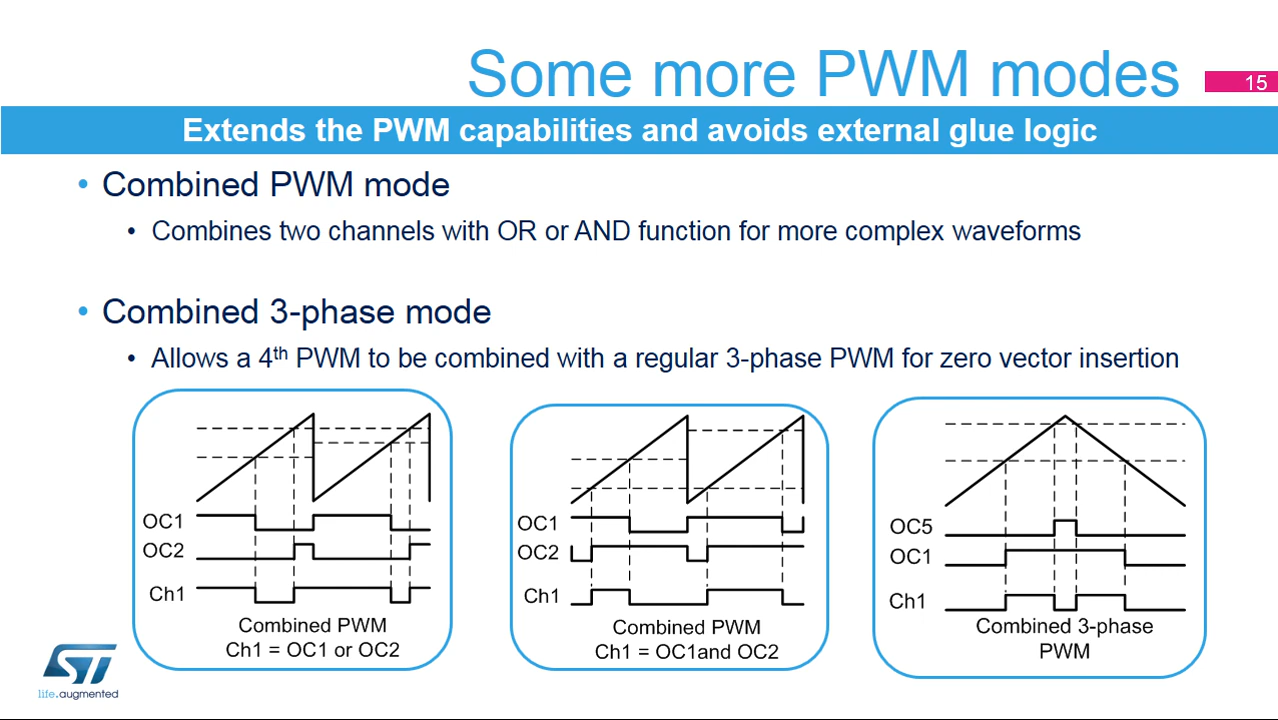 Some more PWM modes
15
Extends the PWM capabilities and avoids external glue logic
• Combined PWM mode
• Combines two channels with OR or AND function for more complex waveforms
• Combined 3-phase mode
• Allows a 4th PWM to be combined with a regular 3-phase PWM for zero vector insertion
OC1
OC2
Ch1
Combined PWM
Ch1 = OC1 or OC2
OC1
OC2
Ch1
Combined PWM
Ch1 = OC1and OC2
OC5
OC1
Ch1
Combined 3-phase
PWM
ST
life.augmented